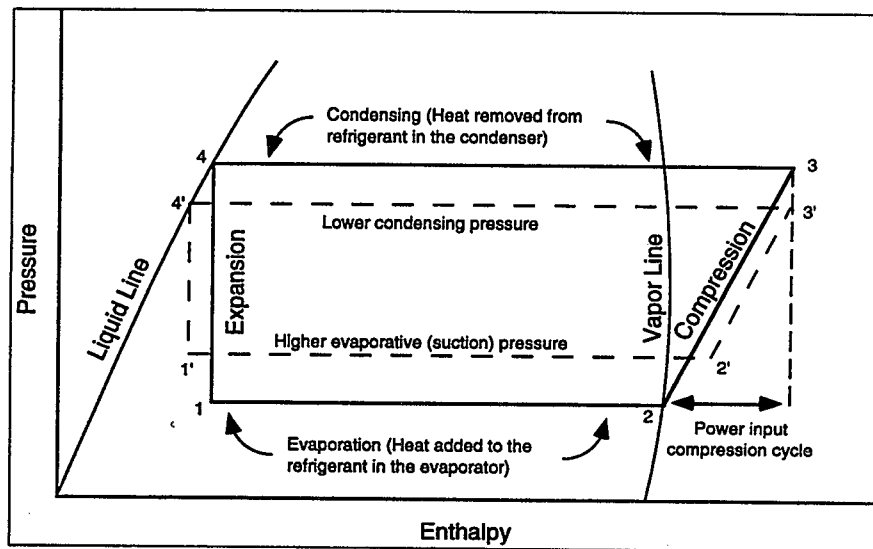 Condensing (Heat removed from
refrigerant in the condenser)
4
3
4'
3'
Lower condensing pressure
Pressure
Liquid Line
Expansion
Vapor Line
Compression
Higher evaporative (suction) pressure
1'
2'
1
2
Evaporation (Heat added to the
refrigerant in the evaporator)
Power input
compression cycle
Enthalpy